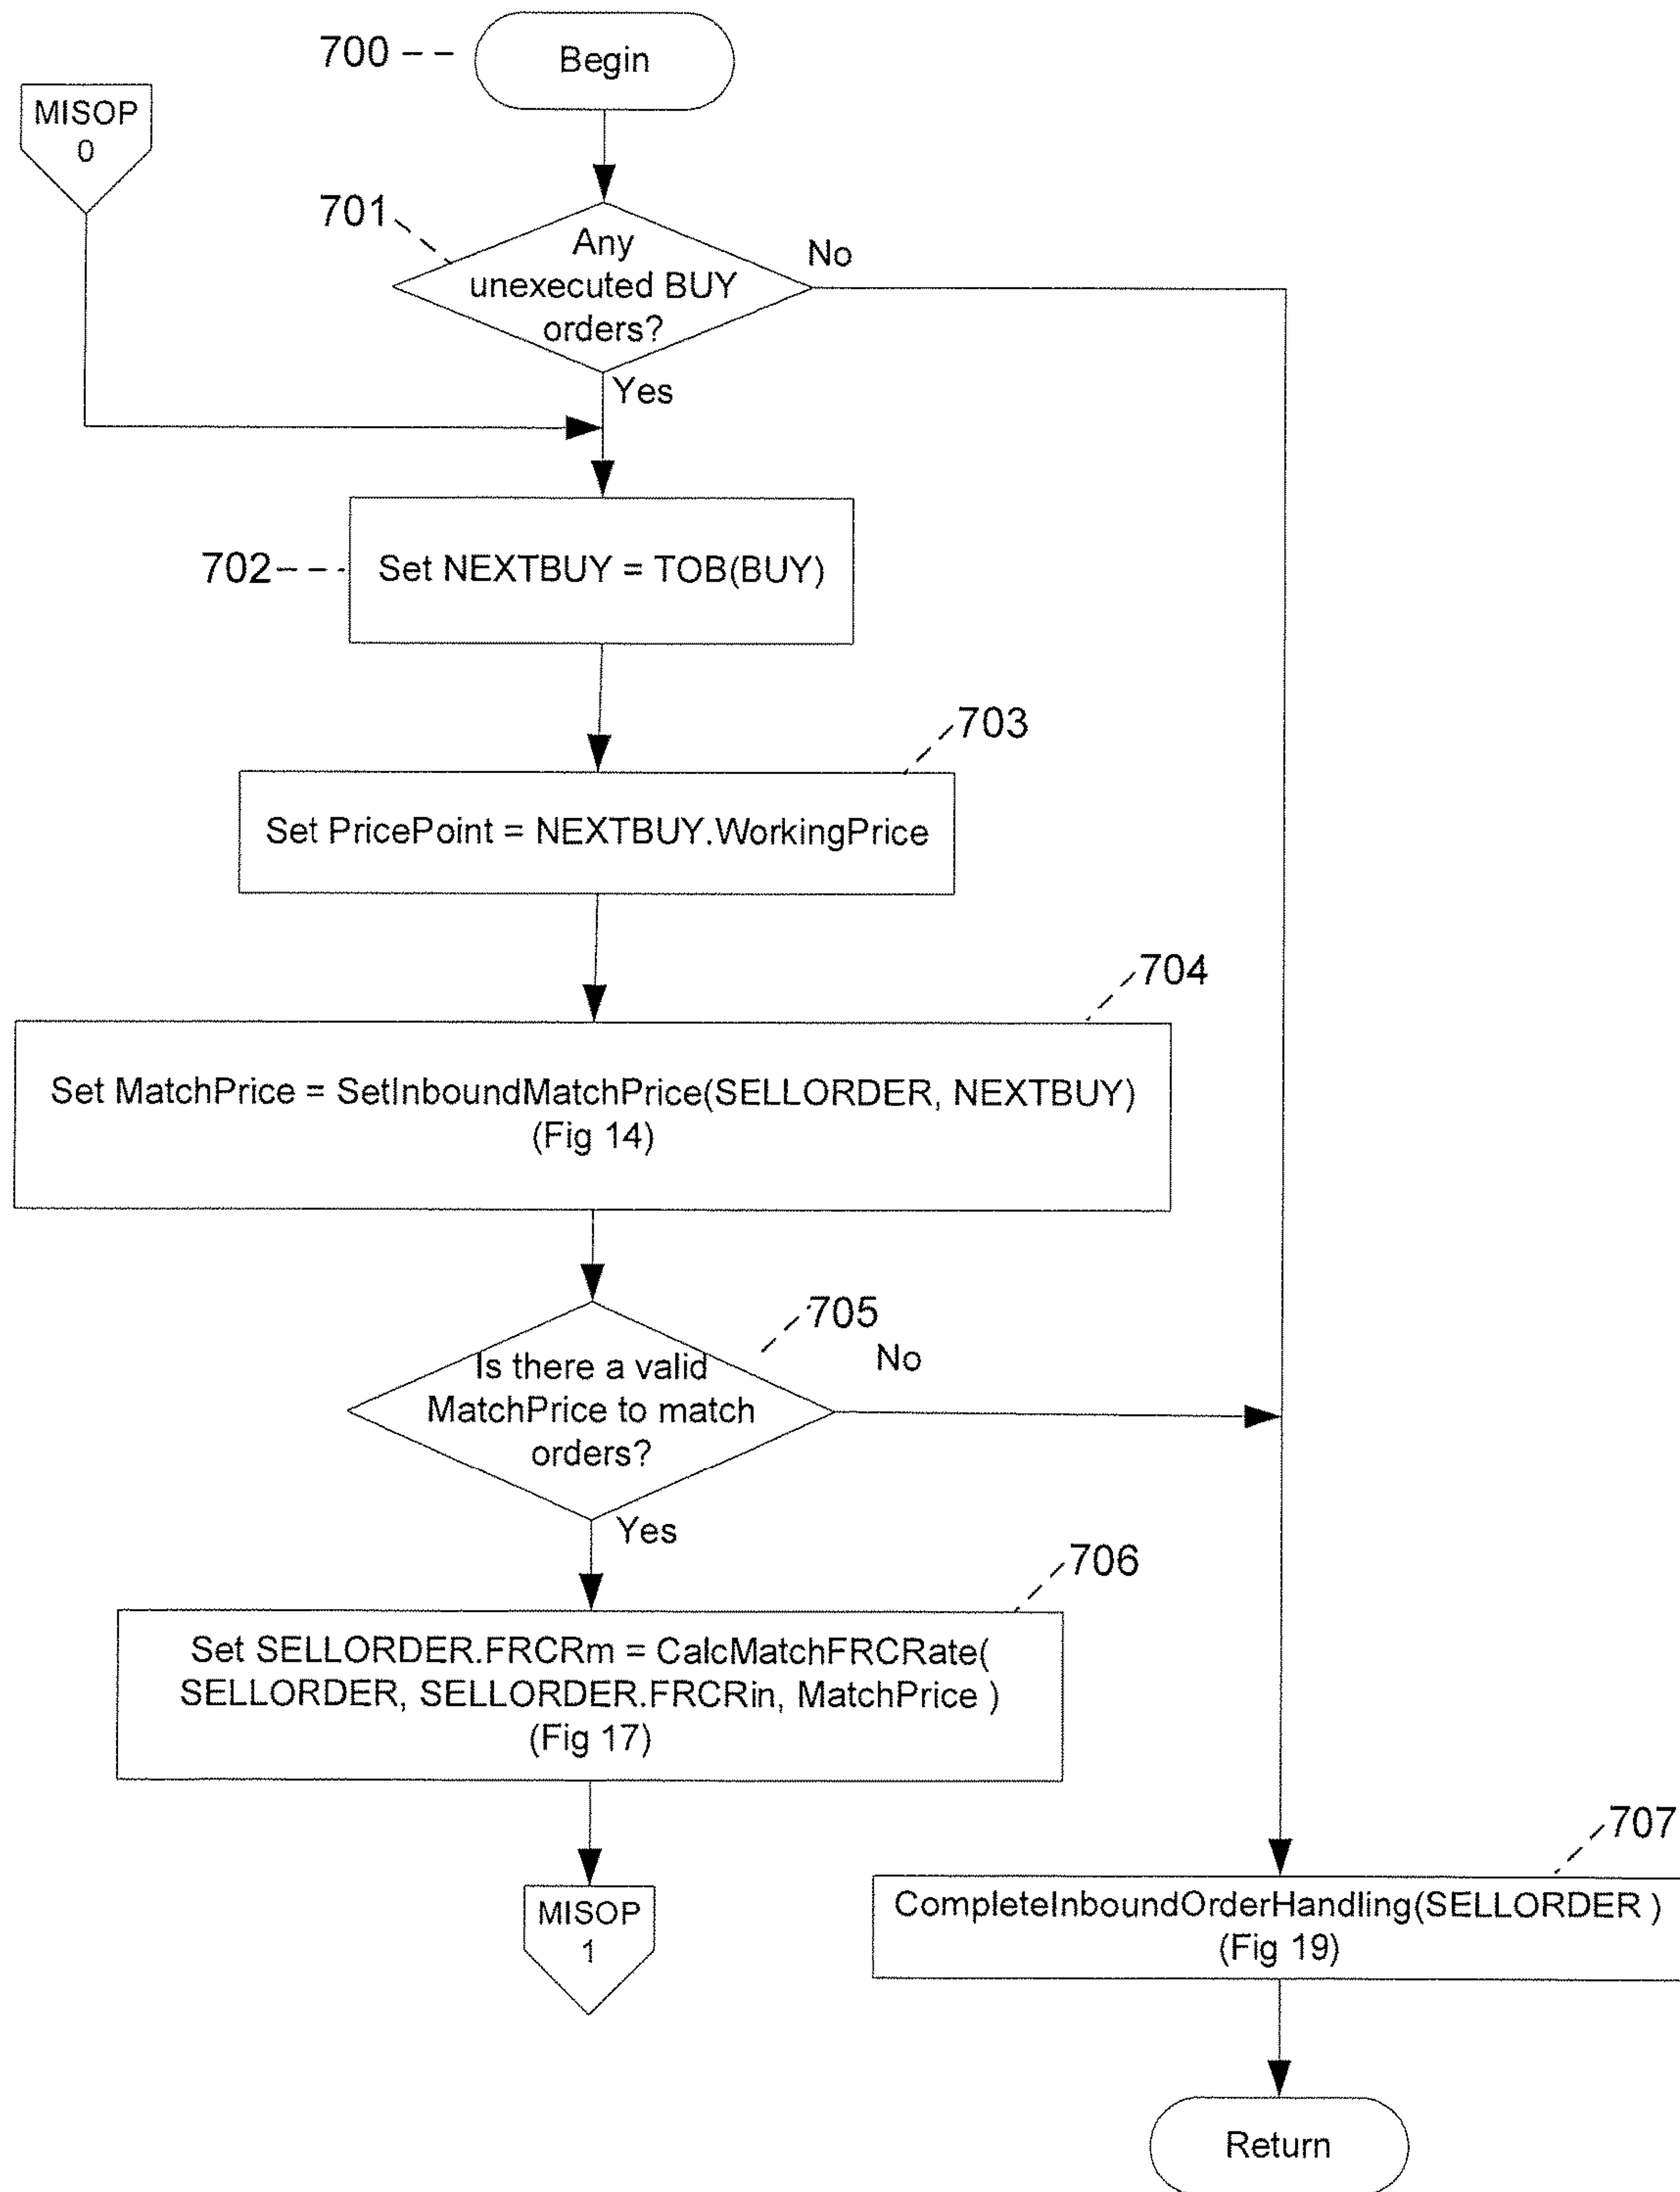 700
Begin
MISOP
0
701
Any
unexecuted BUY
orders?
No
Yes
702
Set NEXTBUY = TOB(BUY)
703
Set PricePoint = NEXTBUY.WorkingPrice
704
Set MatchPrice = SetInboundMatchPrice(SELLORDER, NEXTBUY)
(Fig 14)
705
Is there a valid
MatchPrice to match
orders?
No
Yes
706
Set SELLORDER.FRCRm = CalcMatchFRCRate(
SELLORDER, SELLORDER.FRCRin, MatchPrice )
(Fig 17)
MISOP
1
707
CompleteInboundOrderHandling(SELLORDER )
(Fig 19)
Return